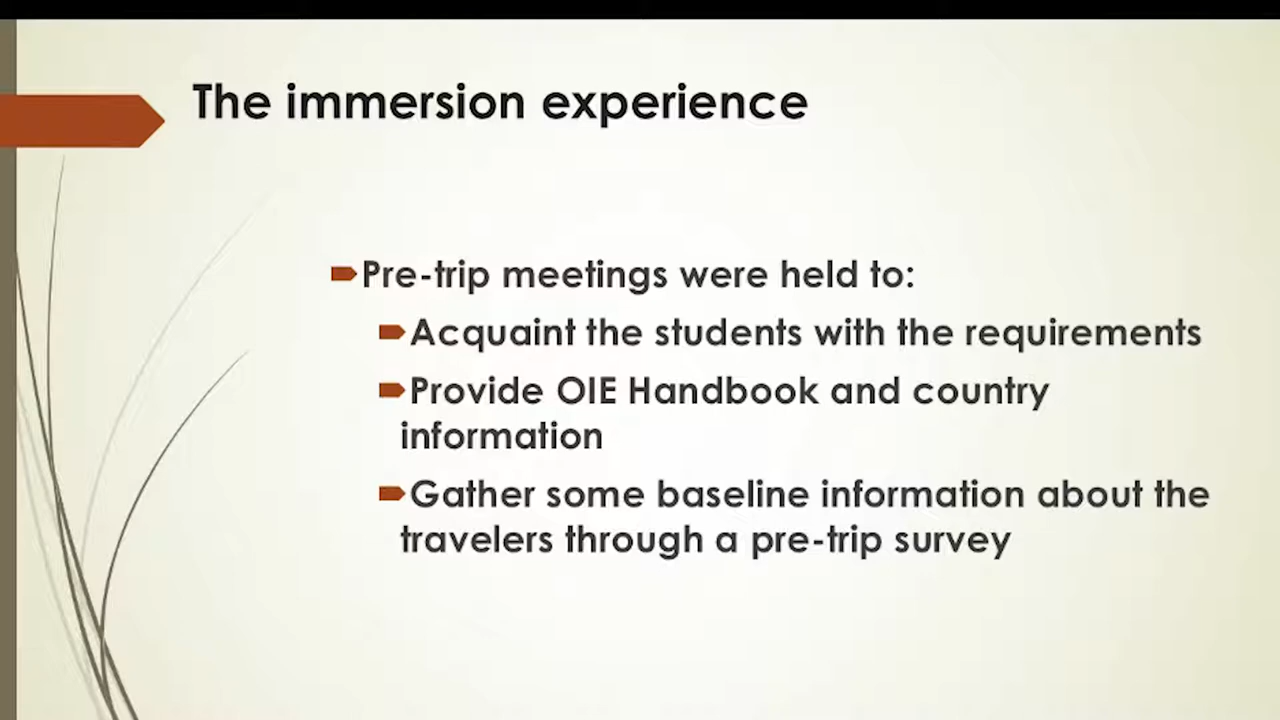 The immersion experience
Pre-trip meetings were held to:
Acquaint the students with the requirements
Provide OIE Handbook and country
information
Gather some baseline information about the
travelers through a pre-trip survey